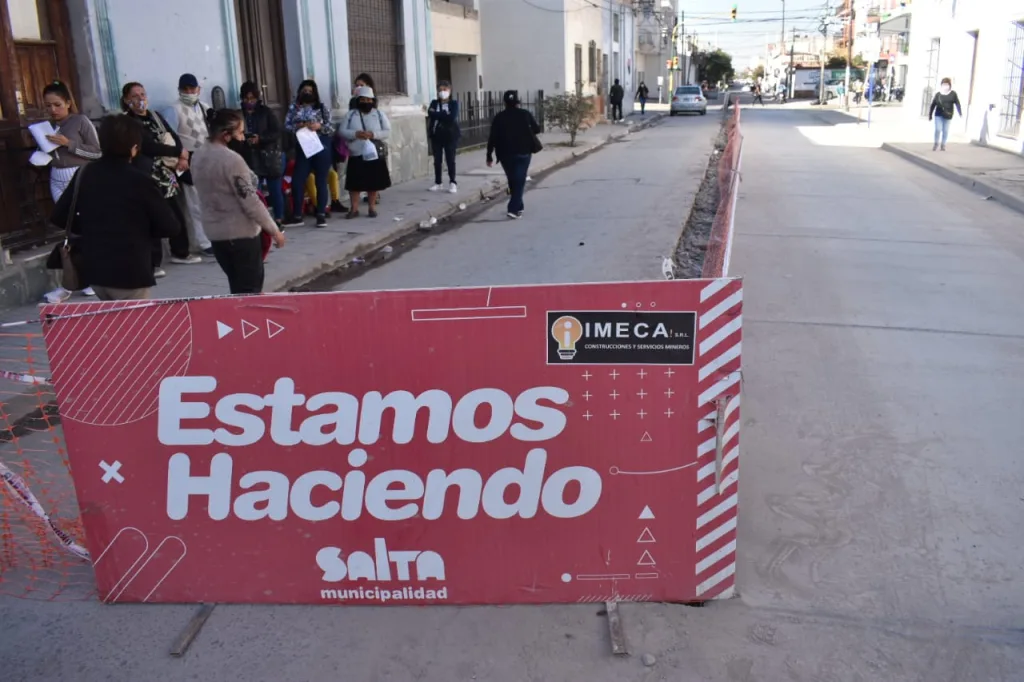 IMECA! S.R.L.
CONSTRUCCIONES Y SERVICIOS MINEROS
Estamos
Haciendo
SALTA
municipalidad